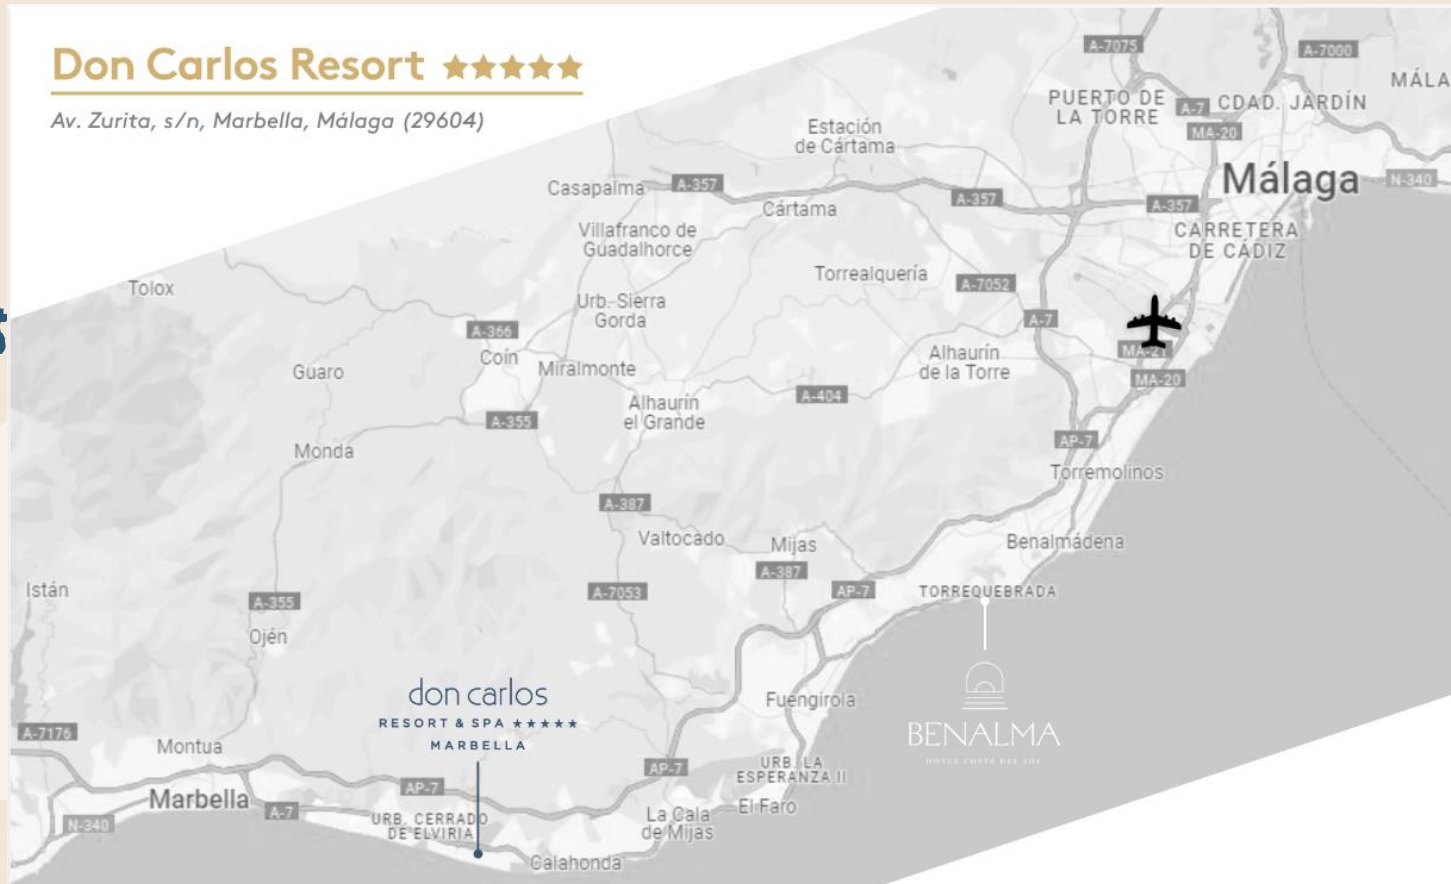 Don Carlos Resort ★★★★★
Av. Zurita, s/n, Marbella, Málaga (29604)
A-7075
A-7000
MÁLA
PUERTO DE
LA TORRE
A-7
CDAD. JARDÍN
MA-20
Estación
de Cártama
Málaga
N-340
Casapalma
A-357
A-357
A-357
Cártama
CARRETERA
DE CÁDIZ
Villafranco de
Guadalhorce
Torrealquería
A-7052
Tolox
Urb. Sierra
Gorda
A-7
A-366
Coín
Miralmonte
Alhaurín
de la Torre
MA-21
MA-20
Guaro
A-404
Alhaurín
el Grande
A-355
Monda
AP-7
Torremolinos
A-387
Valtocado
Mijas
Benalmádena
A-387
AP-7
TORREQUEBRADA
Istán
A-355
A-7053
Ojén
don carlos
RESORT & SPA ★★★★★
MARBELLA
Fuengirola
BENALMA
HOTEL COSTA DEL SOL
A-7176
Montua
AP-7
AP-7
URB. LA
ESPERANZA II
Marbella
A-7
N-340
URB. CERRADO
DE ELVIRIA
La Cala
de Mijas
El Faro
Calahonda